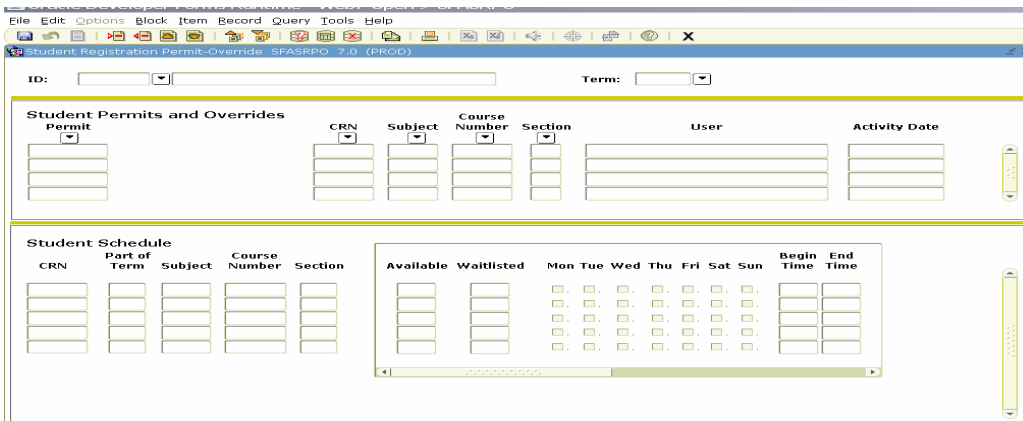 File Edit Options Block Item Record Query Tools Help
Student Registration Permit-Override SFASRPO 7.0 (PROD)
ID: Term:
Student Permits and Overrides
Permit CRN Subject Course Number Section User Activity Date
Student Schedule
CRN Part of Term Subject Course Number Section Available Waitlisted Mon Tue Wed Thu Fri Sat Sun Begin Time End Time